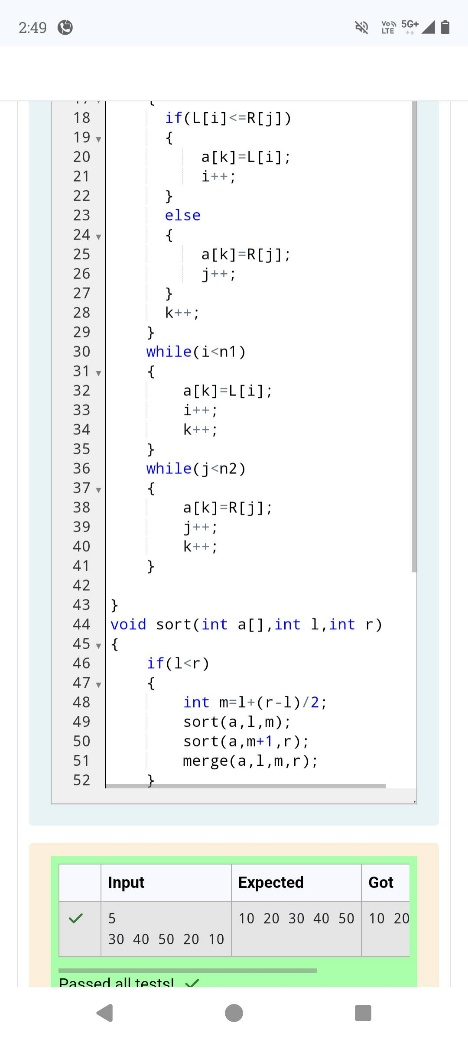 2:49 Vo)) LTE 5G+
18 if(L[i]<=R[j])
19 {
20 a[k]=L[i];
21 i++;
22 }
23 else
24 {
25 a[k]=R[j];
26 j++;
27 }
28 k++;
29 }
30 while(i<n1)
31 {
32 a[k]=L[i];
33 i++;
34 k++;
35 }
36 while(j<n2)
37 {
38 a[k]=R[j];
39 j++;
40 k++;
41 }
42
43 }
44 void sort(int a[],int l,int r)
45 {
46 if(l<r)
47 {
48 int m=l+(r-l)/2;
49 sort(a,l,m);
50 sort(a,m+1,r);
51 merge(a,l,m,r);
52 }
Input Expected Got
5 10 20 30 40 50 10 20
30 40 50 20 10
Passed all tests!